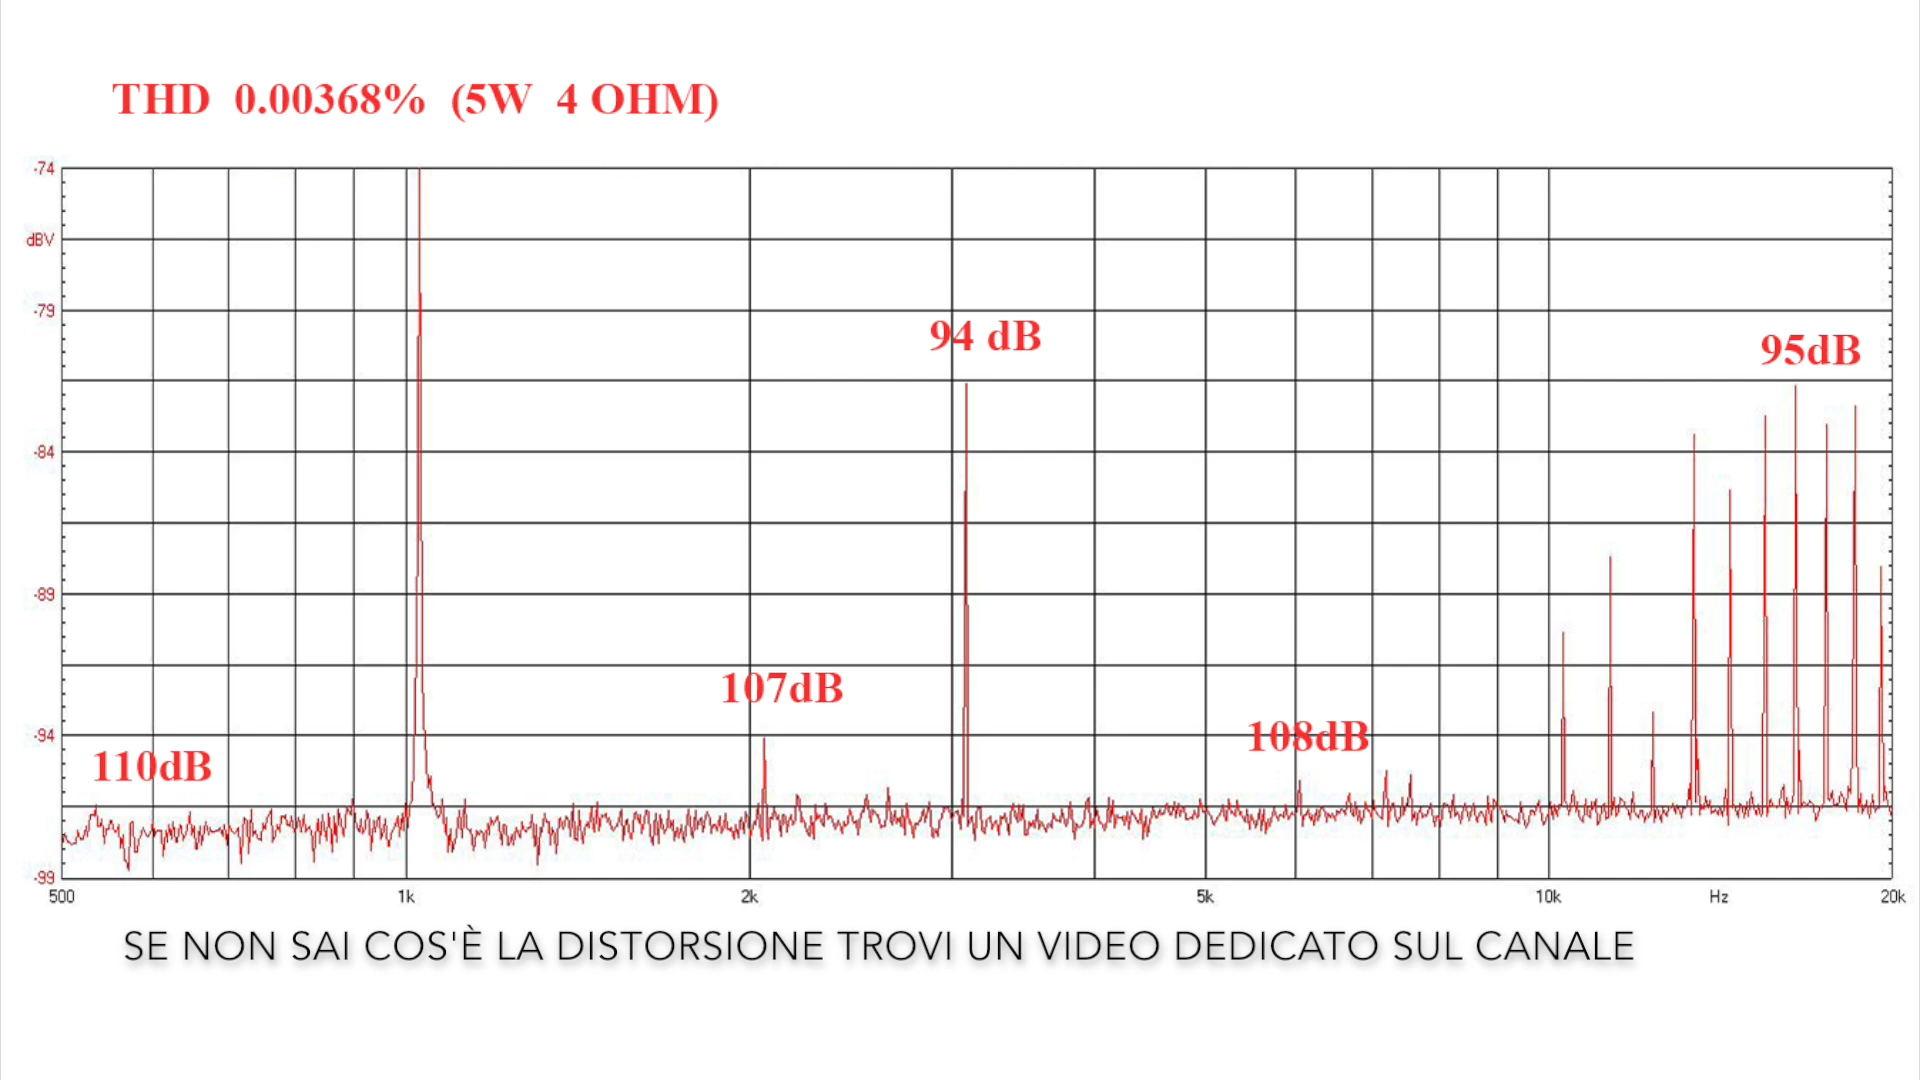 THD 0.00368% (5W 4 OHM)
-74
dBV
-79
94 dB
95dB
-84
-89
107dB
-94
108dB
110dB
-99
500 1k 2k 5k 10k Hz 20k
SE NON SAI COS'È LA DISTORSIONE TROVI UN VIDEO DEDICATO SUL CANALE